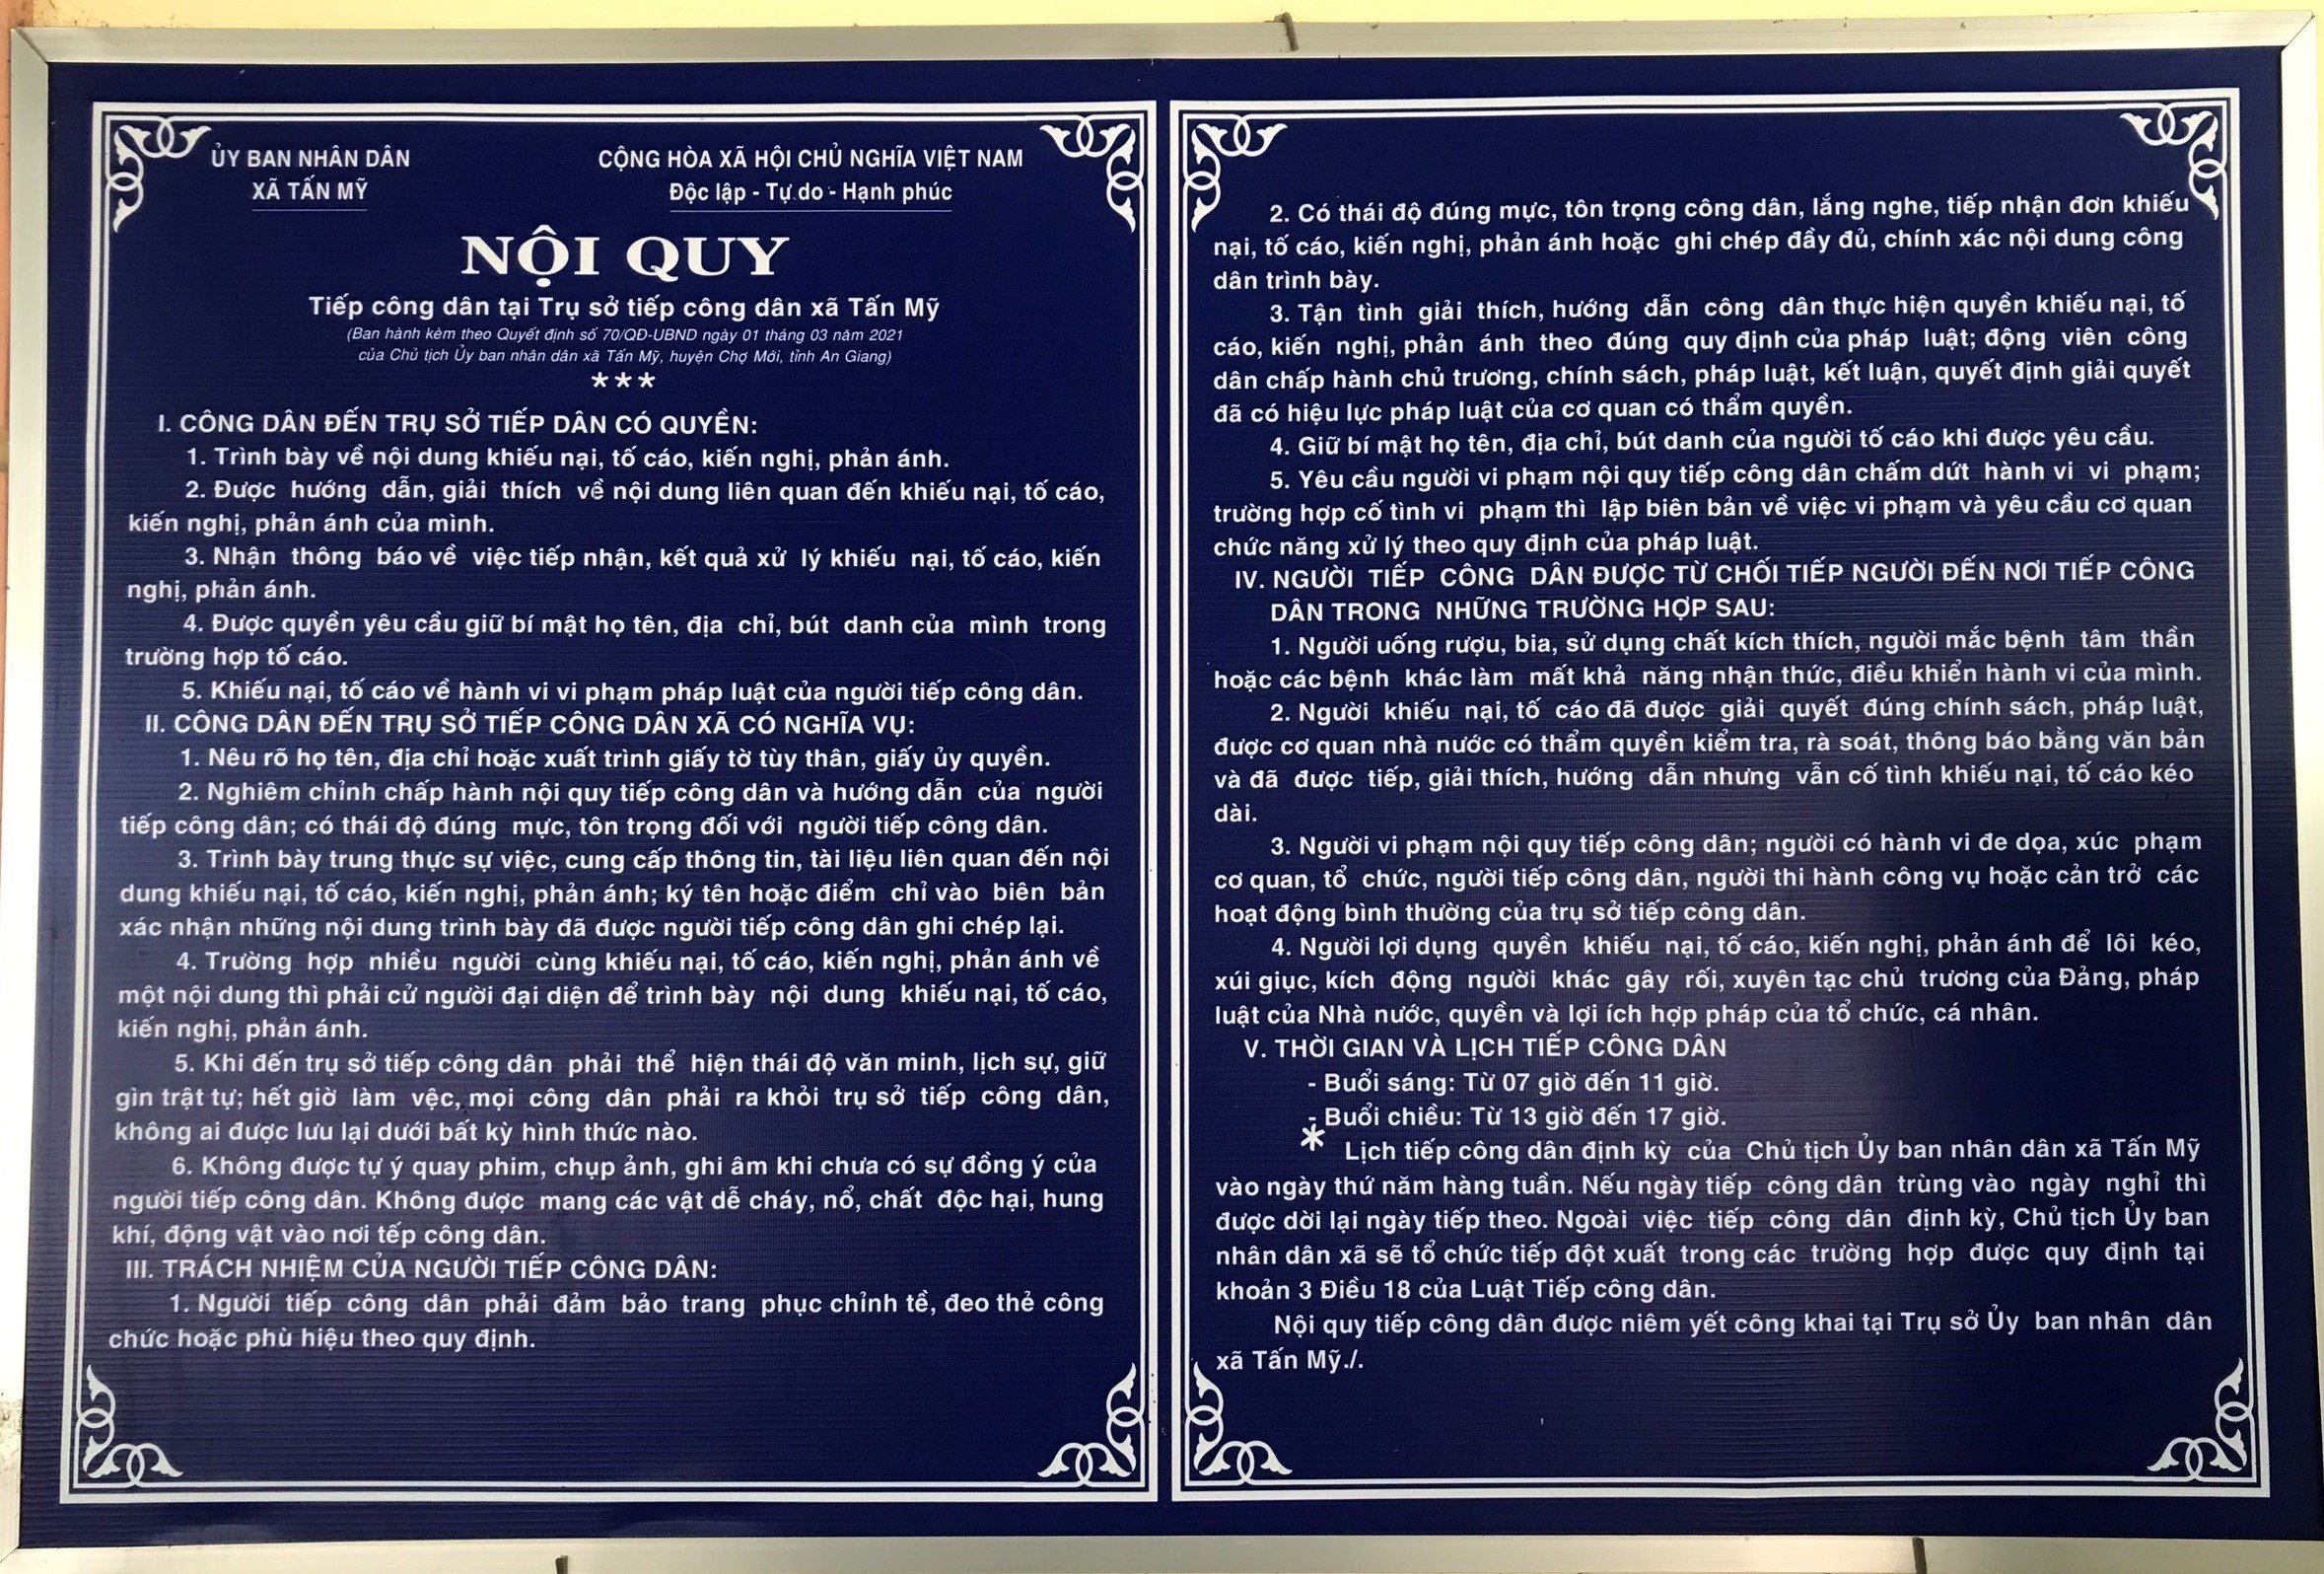 ỦY BAN NHÂN DÂN
XÃ TẤN MỸ
CỘNG HÒA XÃ HỘI CHỦ NGHĨA VIỆT NAM
Độc lập - Tự do - Hạnh phúc
NỘI QUY
Tiếp công dân tại Trụ sở tiếp công dân xã Tấn Mỹ
(Ban hành kèm theo Quyết định số 70/QĐ-UBND ngày 01 tháng 03 năm 2021
của Chủ tịch Ủy ban nhân dân xã Tấn Mỹ, huyện Chợ Mới, tỉnh An Giang)
***
I. CÔNG DÂN ĐẾN TRỤ SỞ TIẾP DÂN CÓ QUYỀN:
1. Trình bày về nội dung khiếu nại, tố cáo, kiến nghị, phản ánh.
2. Được hướng dẫn, giải thích về nội dung liên quan đến khiếu nại, tố cáo,
kiến nghị, phản ánh của mình.
3. Nhận thông báo về việc tiếp nhận, kết quả xử lý khiếu nại, tố cáo, kiến
nghị, phản ánh.
4. Được quyền yêu cầu giữ bí mật họ tên, địa chỉ, bút danh của mình trong
trường hợp tố cáo.
5. Khiếu nại, tố cáo về hành vi vi phạm pháp luật của người tiếp công dân.
II. CÔNG DÂN ĐẾN TRỤ SỞ TIẾP CÔNG DÂN XÃ CÓ NGHĨA VỤ:
1. Nêu rõ họ tên, địa chỉ hoặc xuất trình giấy tờ tùy thân, giấy ủy quyền.
2. Nghiêm chỉnh chấp hành nội quy tiếp công dân và hướng dẫn của người
tiếp công dân; có thái độ đúng mực, tôn trọng đối với người tiếp công dân.
3. Trình bày trung thực sự việc, cung cấp thông tin, tài liệu liên quan đến nội
dung khiếu nại, tố cáo, kiến nghị, phản ánh; ký tên hoặc điểm chỉ vào biên bản
xác nhận những nội dung trình bày đã được người tiếp công dân ghi chép lại.
4. Trường hợp nhiều người cùng khiếu nại, tố cáo, kiến nghị, phản ánh về
một nội dung thì phải cử người đại diện để trình bày nội dung khiếu nại, tố cáo,
kiến nghị, phản ánh.
5. Khi đến trụ sở tiếp công dân phải thể hiện thái độ văn minh, lịch sự, giữ
gìn trật tự; hết giờ làm vệc, mọi công dân phải ra khỏi trụ sở tiếp công dân,
không ai được lưu lại dưới bất kỳ hình thức nào.
6. Không được tự ý quay phim, chụp ảnh, ghi âm khi chưa có sự đồng ý của
người tiếp công dân. Không được mang các vật dễ cháy, nổ, chất độc hại, hung
khí, động vật vào nơi tếp công dân.
III. TRÁCH NHIỆM CỦA NGƯỜI TIẾP CÔNG DÂN:
1. Người tiếp công dân phải đảm bảo trang phục chỉnh tề, đeo thẻ công
chức hoặc phù hiệu theo quy định.
2. Có thái độ đúng mực, tôn trọng công dân, lắng nghe, tiếp nhận đơn khiếu
nại, tố cáo, kiến nghị, phản ánh hoặc ghi chép đầy đủ, chính xác nội dung công
dân trình bày.
3. Tận tình giải thích, hướng dẫn công dân thực hiện quyền khiếu nại, tố
cáo, kiến nghị, phản ánh theo đúng quy định của pháp luật; động viên công
dân chấp hành chủ trương, chính sách, pháp luật, kết luận, quyết định giải quyết
đã có hiệu lực pháp luật của cơ quan có thẩm quyền.
4. Giữ bí mật họ tên, địa chỉ, bút danh của người tố cáo khi được yêu cầu.
5. Yêu cầu người vi phạm nội quy tiếp công dân chấm dứt hành vi vi phạm;
trường hợp cố tình vi phạm thì lập biên bản về việc vi phạm và yêu cầu cơ quan
chức năng xử lý theo quy định của pháp luật.
IV. NGƯỜI TIẾP CÔNG DÂN ĐƯỢC TỪ CHỐI TIẾP NGƯỜI ĐẾN NƠI TIẾP CÔNG
DÂN TRONG NHỮNG TRƯỜNG HỢP SAU:
1. Người uống rượu, bia, sử dụng chất kích thích, người mắc bệnh tâm thần
hoặc các bệnh khác làm mất khả năng nhận thức, điều khiển hành vi của mình.
2. Người khiếu nại, tố cáo đã được giải quyết đúng chính sách, pháp luật,
được cơ quan nhà nước có thẩm quyền kiểm tra, rà soát, thông báo bằng văn bản
và đã được tiếp, giải thích, hướng dẫn nhưng vẫn cố tình khiếu nại, tố cáo kéo
dài.
3. Người vi phạm nội quy tiếp công dân; người có hành vi đe dọa, xúc phạm
cơ quan, tổ chức, người tiếp công dân, người thi hành công vụ hoặc cản trở các
hoạt động bình thường của trụ sở tiếp công dân.
4. Người lợi dụng quyền khiếu nại, tố cáo, kiến nghị, phản ánh để lôi kéo,
xúi giục, kích động người khác gây rối, xuyên tạc chủ trương của Đảng, pháp
luật của Nhà nước, quyền và lợi ích hợp pháp của tổ chức, cá nhân.
V. THỜI GIAN VÀ LỊCH TIẾP CÔNG DÂN
- Buổi sáng: Từ 07 giờ đến 11 giờ.
- Buổi chiều: Từ 13 giờ đến 17 giờ.
* Lịch tiếp công dân định kỳ của Chủ tịch Ủy ban nhân dân xã Tấn Mỹ
vào ngày thứ năm hàng tuần. Nếu ngày tiếp công dân trùng vào ngày nghỉ thì
được dời lại ngày tiếp theo. Ngoài việc tiếp công dân định kỳ, Chủ tịch Ủy ban
nhân dân xã sẽ tổ chức tiếp đột xuất trong các trường hợp được quy định tại
khoản 3 Điều 18 của Luật Tiếp công dân.
Nội quy tiếp công dân được niêm yết công khai tại Trụ sở Ủy ban nhân dân
xã Tấn Mỹ./.